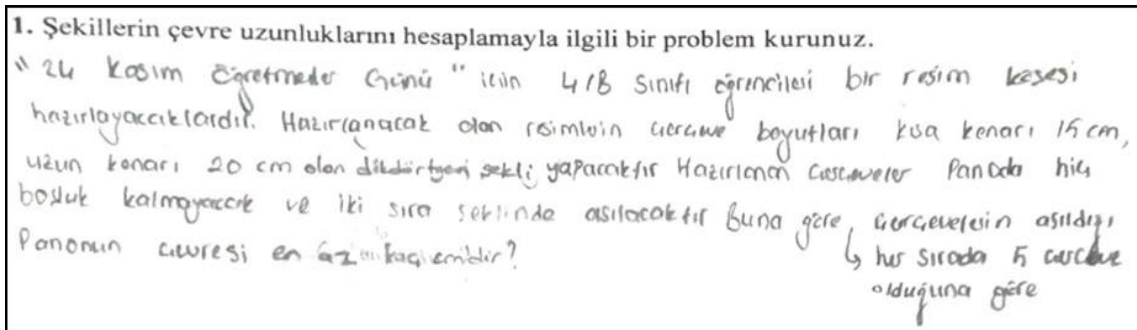 1. Şekillerin çevre uzunluklarını hesaplamayla ilgili bir problem kurunuz.
"24 Kasım Öğretmenler Günü" için 4/B sınıfı öğrencileri bir resim köşesi
hazırlayacaklardır. Hazırlanacak olan resimlerin çerçeve boyutları kısa kenarı 15 cm,
uzun kenarı 20 cm olan dikdörtgen şekli yapacaktır Hazırlanan çerçeveler Panoda hiç
boşluk kalmayacak ve iki sıra şeklinde asılacaktır Buna göre, çerçevelerin asıldığı
Panonun çevresi en az kaç cm'dir?
↳ her sırada 5 çerçeve
olduğuna göre